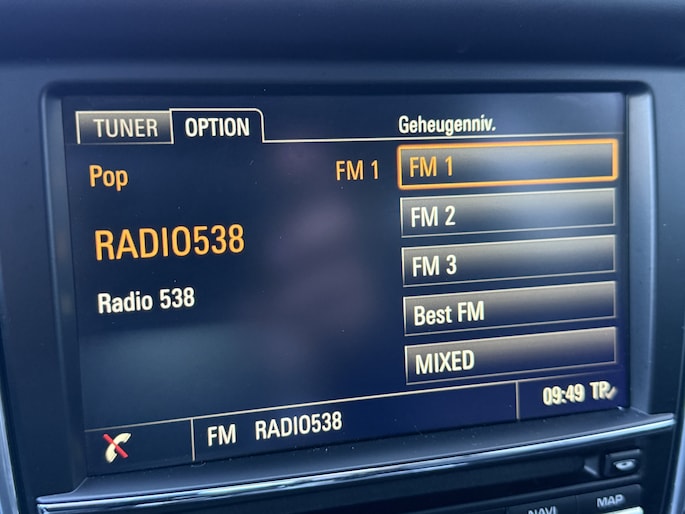 TUNER OPTION Geheugenniv.
Pop FM 1 FM 1
FM 2
RADIO538
FM 3
Radio 538
Best FM
MIXED
09:49 TP
FM RADIO538
NAVI MAP